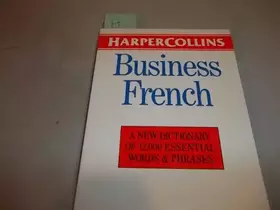 HARPERCOLLINS
Business
French
A NEW DICTIONARY
OF 12,000 ESSENTIAL
WORDS & PHRASES